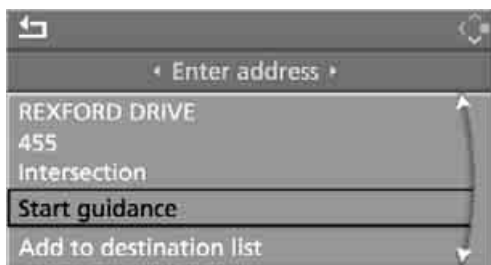 Enter address
REXFORD DRIVE
455
Intersection
Start guidance
Add to destination list